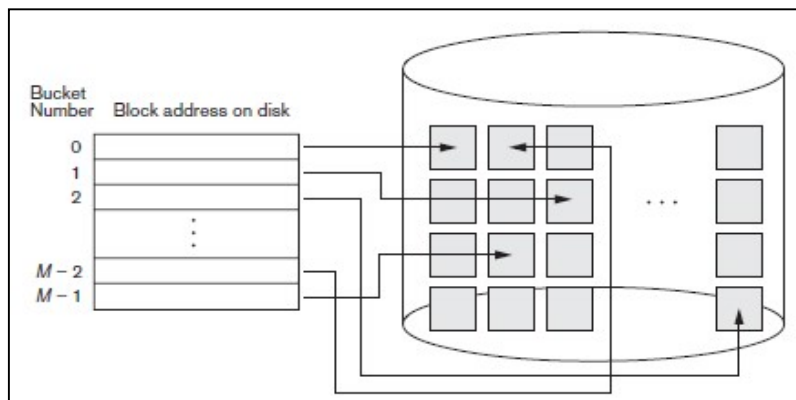 Bucket
Number Block address on disk
0
1
2
⋮
M – 2
M – 1
. . .